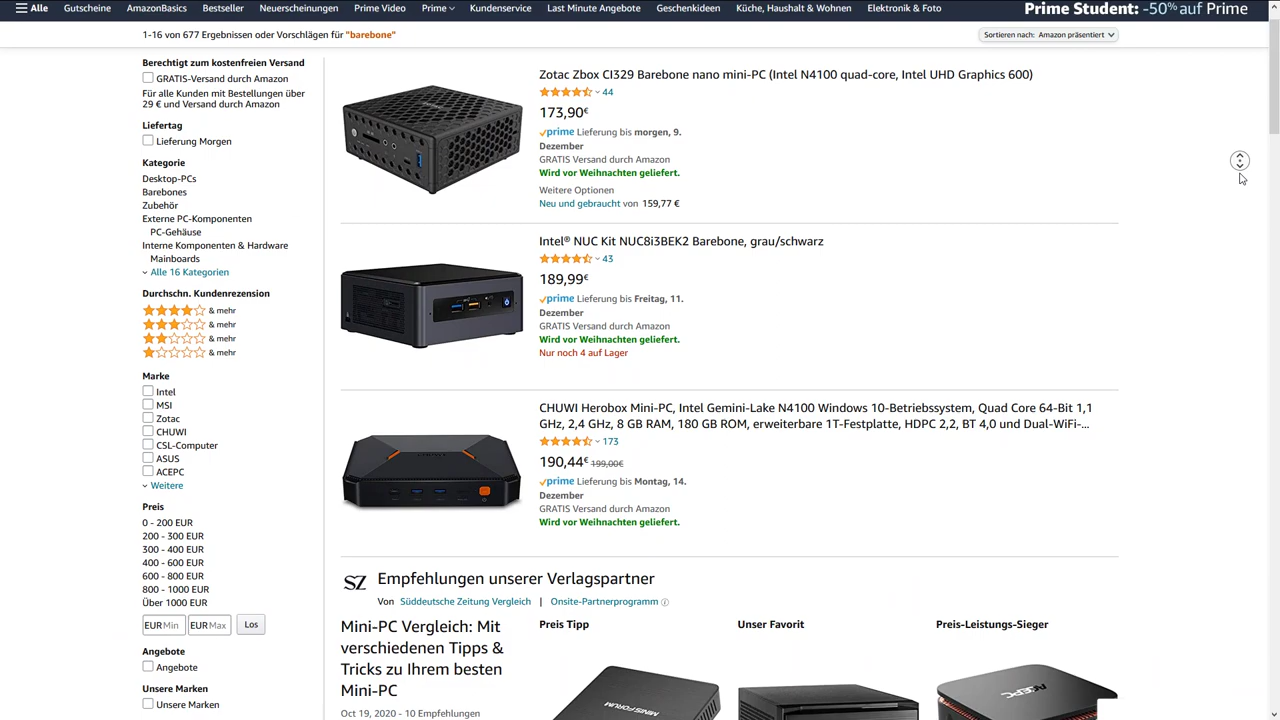 Alle Gutscheine AmazonBasics Bestseller Neuerscheinungen Prime Video Prime Kundenservice Last Minute Angebote Geschenkideen Küche, Haushalt & Wohnen Elektronik & Foto Prime Student: -50% auf Prime
1-16 von 677 Ergebnissen oder Vorschlägen für "barebone"
Sortieren nach: Amazon präsentiert
Berechtigt zum kostenfreien Versand
GRATIS-Versand durch Amazon
Für alle Kunden mit Bestellungen über
29 € und Versand durch Amazon
Liefertag
Lieferung Morgen
Kategorie
Desktop-PCs
Barebones
Zubehör
Externe PC-Komponenten
PC-Gehäuse
Interne Komponenten & Hardware
Mainboards
Alle 16 Kategorien
Durchschn. Kundenrezension
& mehr
& mehr
& mehr
& mehr
Marke
Intel
MSI
Zotac
CHUWI
CSL-Computer
ASUS
ACEPC
Weitere
Preis
0 - 200 EUR
200 - 300 EUR
300 - 400 EUR
400 - 600 EUR
600 - 800 EUR
800 - 1000 EUR
Über 1000 EUR
EUR Min EUR Max Los
Angebote
Angebote
Unsere Marken
Unsere Marken
Zotac Zbox CI329 Barebone nano mini-PC (Intel N4100 quad-core, Intel UHD Graphics 600)
44
173,90€
prime Lieferung bis morgen, 9.
Dezember
GRATIS Versand durch Amazon
Wird vor Weihnachten geliefert.
Weitere Optionen
Neu und gebraucht von 159,77 €
Intel® NUC Kit NUC8i3BEK2 Barebone, grau/schwarz
43
189,99€
prime Lieferung bis Freitag, 11.
Dezember
GRATIS Versand durch Amazon
Wird vor Weihnachten geliefert.
Nur noch 4 auf Lager
CHUWI Herobox Mini-PC, Intel Gemini-Lake N4100 Windows 10-Betriebssystem, Quad Core 64-Bit 1,1
GHz, 2,4 GHz, 8 GB RAM, 180 GB ROM, erweiterbare 1T-Festplatte, HDPC 2,2, BT 4,0 und Dual-WiFi-...
173
190,44€ 199,00€
prime Lieferung bis Montag, 14.
Dezember
GRATIS Versand durch Amazon
Wird vor Weihnachten geliefert.
SZ Empfehlungen unserer Verlagspartner
Von Süddeutsche Zeitung Vergleich | Onsite-Partnerprogramm
Mini-PC Vergleich: Mit
verschiedenen Tipps &
Tricks zu Ihrem besten
Mini-PC
Oct 19, 2020 - 10 Empfehlungen
Preis Tipp
Unser Favorit
Preis-Leistungs-Sieger
MINISFORUM
ACEPC